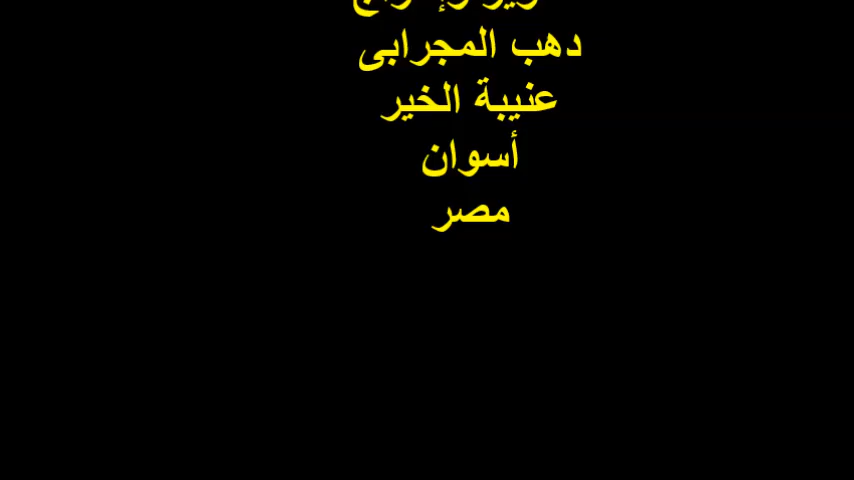 دهب المجرابى
عنيبة الخير
أسوان
مصر